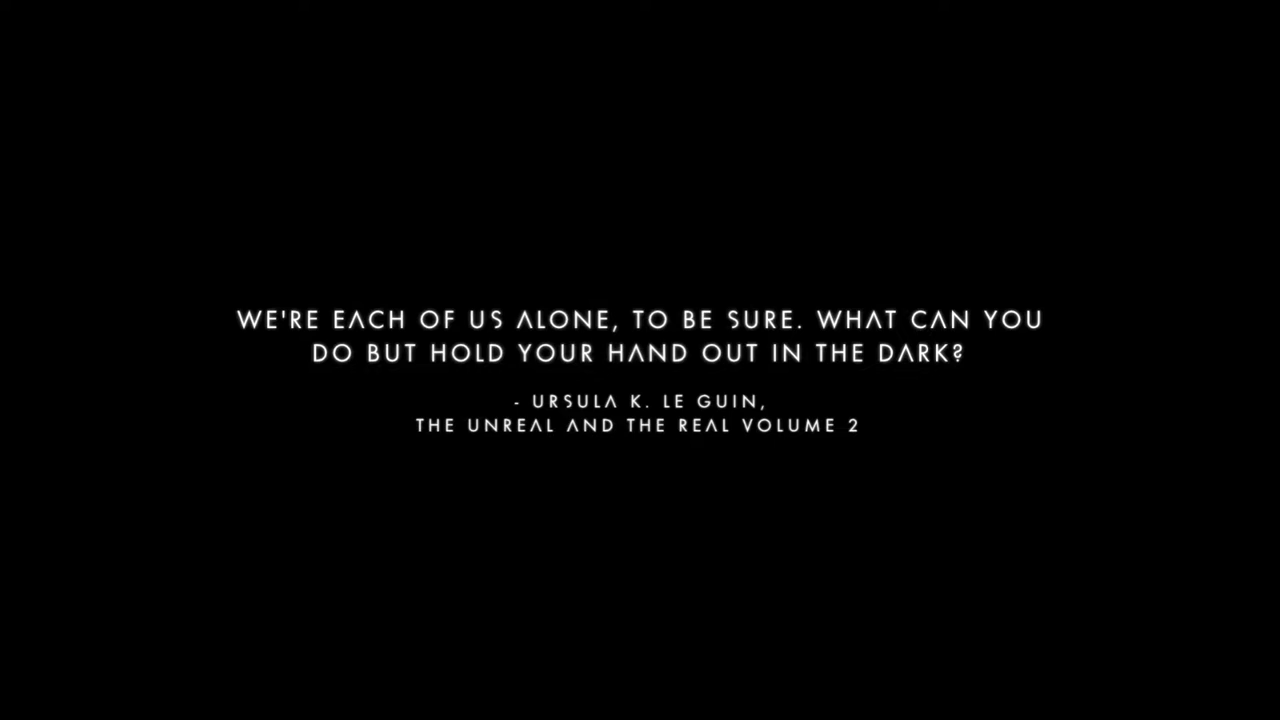 WE'RE EACH OF US ALONE, TO BE SURE. WHAT CAN YOU
DO BUT HOLD YOUR HAND OUT IN THE DARK?
- URSULA K. LE GUIN,
THE UNREAL AND THE REAL VOLUME 2